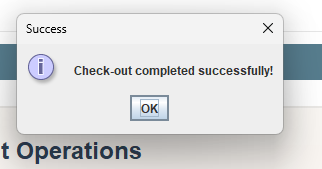 Success
Check-out completed successfully!
OK
t Operations